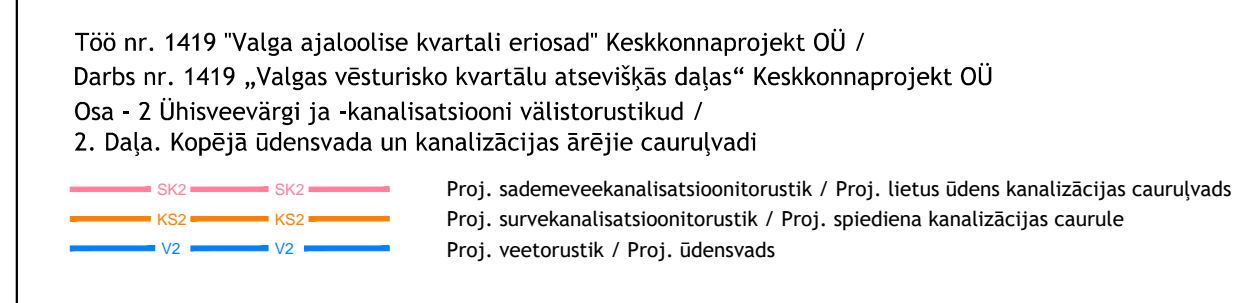 Töö nr. 1419 "Valga ajaloolise kvartali eriosad" Keskkonnaprojekt OÜ /
Darbs nr. 1419 „Valgas vēsturisko kvartālu atsevišķās daļas“ Keskkonnaprojekt OÜ
Osa - 2 Ühisveevärgi ja -kanalisatsiooni välistorustikud /
2. Daļa. Kopējā ūdensvada un kanalizācijas ārējie cauruļvadi
SK2 SK2 Proj. sademeveekanalisatsioonitorustik / Proj. lietus ūdens kanalizācijas cauruļvads
KS2 KS2 Proj. survekanalisatsioonitorustik / Proj. spiediena kanalizācijas caurule
V2 V2 Proj. veetorustik / Proj. ūdensvads